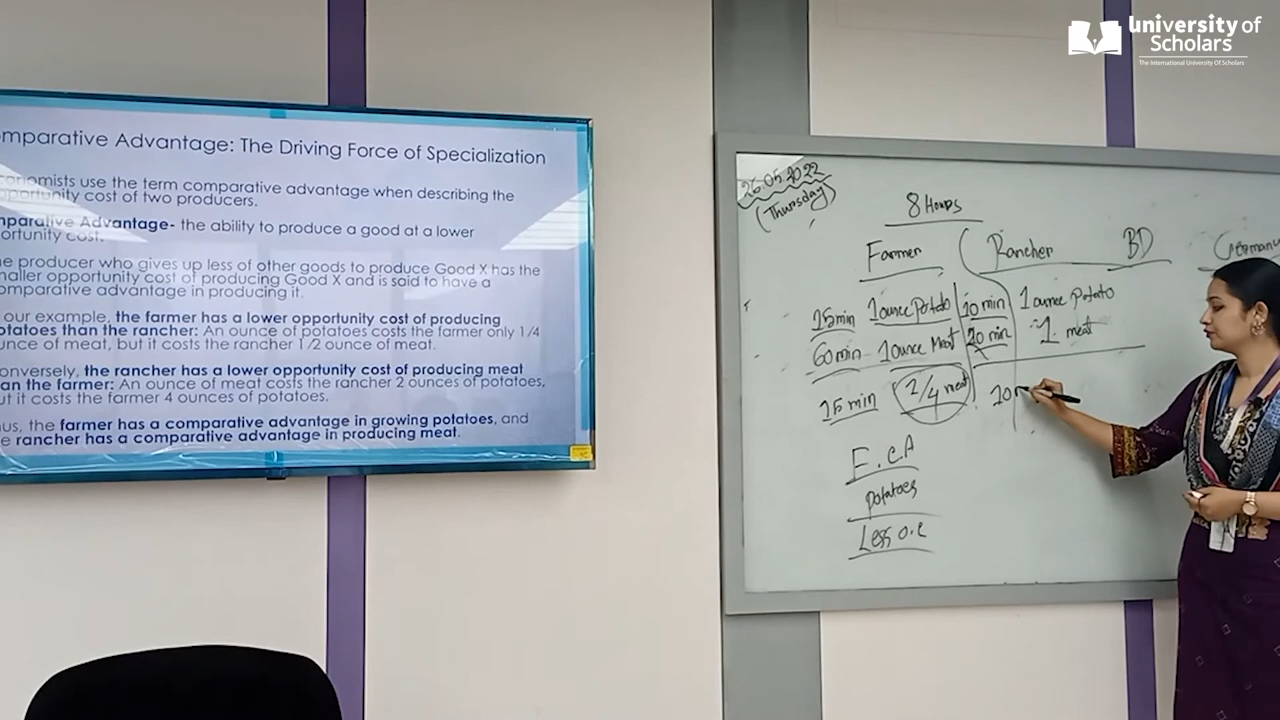 University of
Scholars
The International University Of Scholars
omparative Advantage: The Driving Force of Specialization
conomists use the term comparative advantage when describing the
pportunity cost of two producers.
mparative Advantage- the ability to produce a good at a lower
ortunity cost.
he producer who gives up less of other goods to produce Good X has the
maller opportunity cost of producing Good X and is said to have a
omparative advantage in producing it.
our example, the farmer has a lower opportunity cost of producing
otatoes than the rancher: An ounce of potatoes costs the farmer only 1/4
unce of meat, but it costs the rancher 1/2 ounce of meat.
onversely, the rancher has a lower opportunity cost of producing meat
an the farmer: An ounce of meat costs the rancher 2 ounces of potatoes,
ut it costs the farmer 4 ounces of potatoes.
us, the farmer has a comparative advantage in growing potatoes, and
e rancher has a comparative advantage in producing meat.
26.05.2022
(Thursday)
8 Hours
Farmer Rancher BD Germany
15 min 1 ounce potato 10 min 1 ounce potato
60 min 1 ounce Meat 20 min 1 meat
15 min 1/4 meat 10
F. C A
potatoes
Less O.C